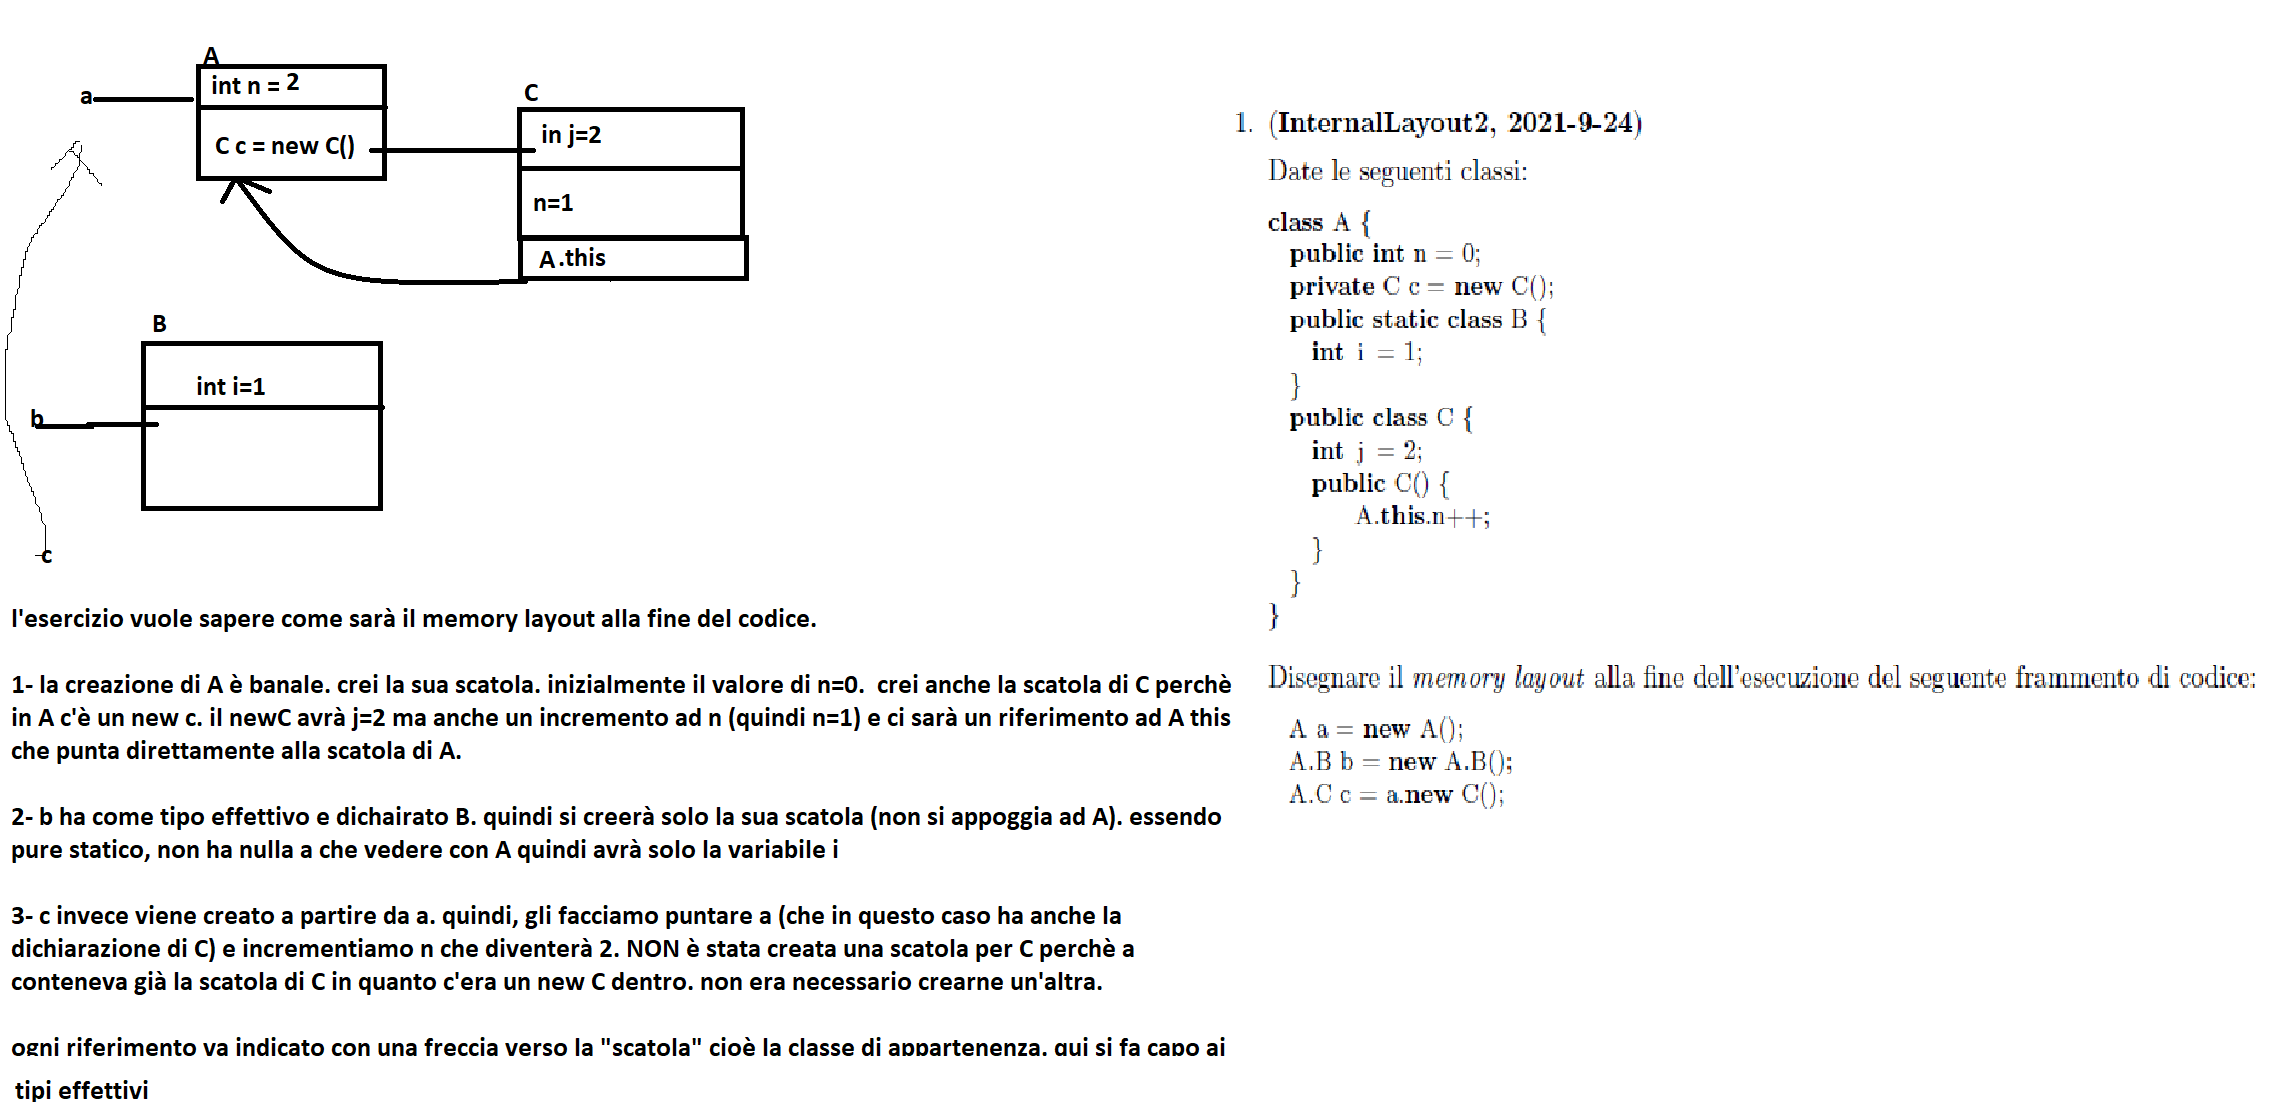 A
int n = 2
a
C c = new C()
C
in j=2
n=1
A.this
B
int i=1
b
c
l'esercizio vuole sapere come sarà il memory layout alla fine del codice.
1- la creazione di A è banale. crei la sua scatola. inizialmente il valore di n=0.  crei anche la scatola di C perchè
in A c'è un new c. il newC avrà j=2 ma anche un incremento ad n (quindi n=1) e ci sarà un riferimento ad A this
che punta direttamente alla scatola di A.
2- b ha come tipo effettivo e dichairato B. quindi si creerà solo la sua scatola (non si appoggia ad A). essendo
pure statico, non ha nulla a che vedere con A quindi avrà solo la variabile i
3- c invece viene creato a partire da a. quindi, gli facciamo puntare a (che in questo caso ha anche la
dichiarazione di C) e incrementiamo n che diventerà 2. NON è stata creata una scatola per C perchè a
conteneva già la scatola di C in quanto c'era un new C dentro. non era necessario crearne un'altra.
ogni riferimento va indicato con una freccia verso la "scatola" cioè la classe di appartenenza. qui si fa capo ai
tipi effettivi
1. (InternalLayout2, 2021-9-24)
Date le seguenti classi:
class A {
public int n = 0;
private C c = new C();
public static class B {
int i = 1;
}
public class C {
int j = 2;
public C() {
A.this.n++;
}
}
}
Disegnare il memory layout alla fine dell'esecuzione del seguente frammento di codice:
A a = new A();
A.B b = new A.B();
A.C c = a.new C();